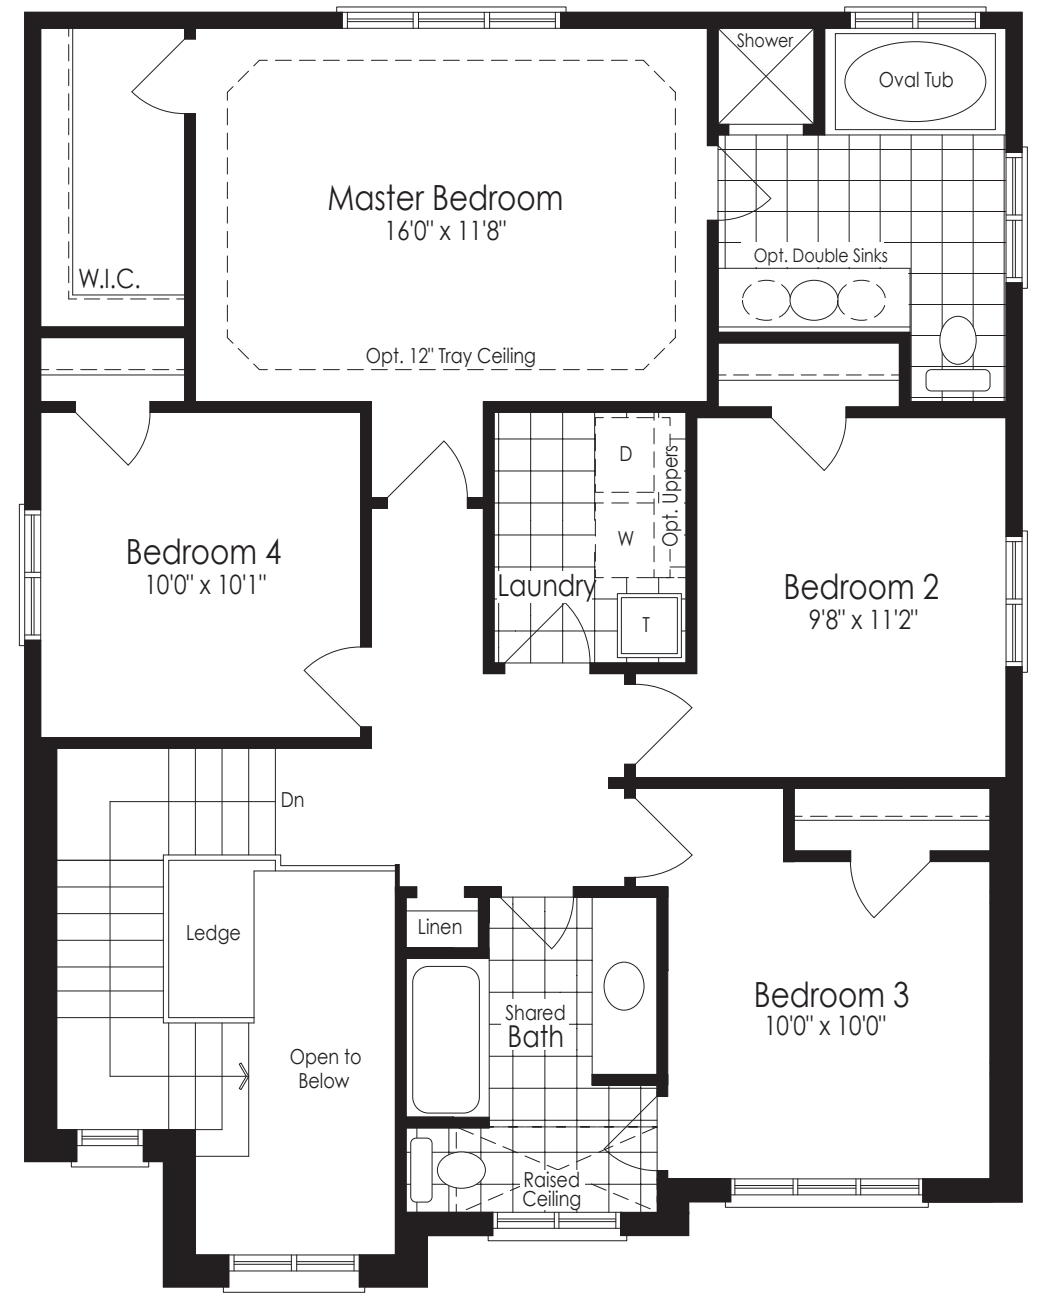 Shower
Oval Tub
Master Bedroom
16'0" x 11'8"
Opt. Double Sinks
W.I.C.
Opt. 12" Tray Ceiling
D
Opt. Uppers
W
Bedroom 4
10'0" x 10'1"
Laundry
T
Bedroom 2
9'8" x 11'2"
Dn
Linen
Ledge
Bedroom 3
10'0" x 10'0"
Shared
Bath
Open to
Below
Raised
Ceiling